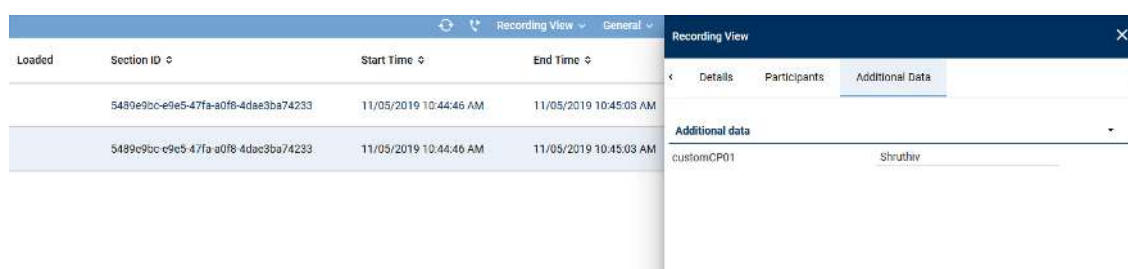 Recording View General
Loaded Section ID Start Time End Time
5489e9bc-e9e5-47fa-a0f8-4dae3ba74233 11/05/2019 10:44:46 AM 11/05/2019 10:45:03 AM
5489e9bc-e9e5-47fa-a0f8-4dae3ba74233 11/05/2019 10:44:46 AM 11/05/2019 10:45:03 AM
Recording View
Details Participants Additional Data
Additional data
customCP01 Shruthiv